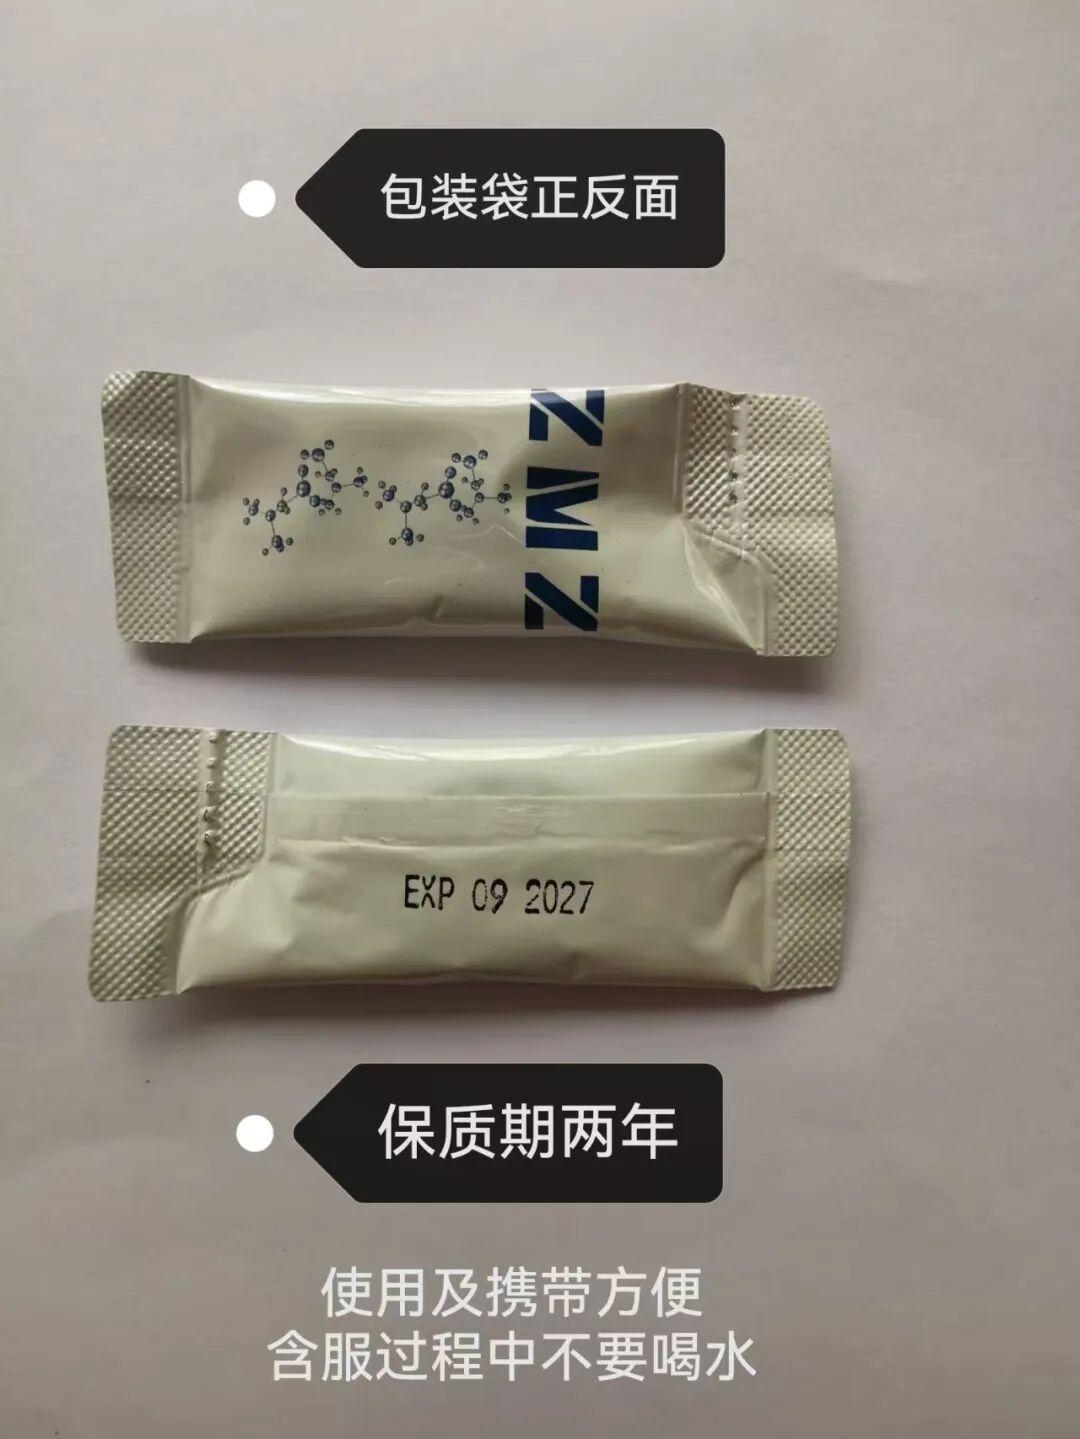 包装袋正反面
ZMZ
EXP 09 2027
保质期两年
使用及携带方便
含服过程中不要喝水